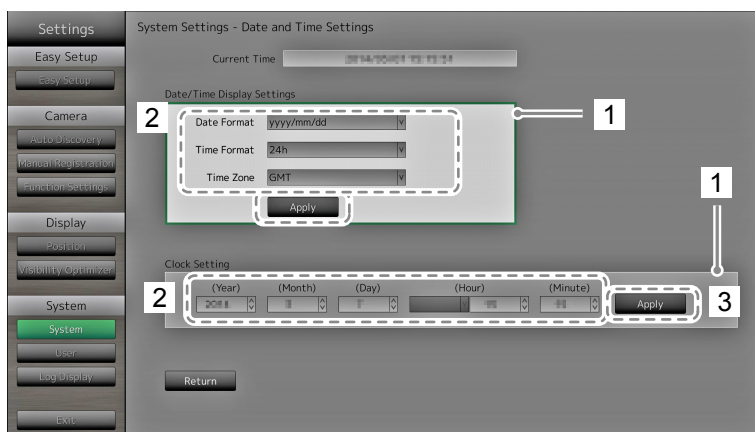 Settings
Easy Setup
Easy Setup
Camera
Auto Discovery
Manual Registration
Function Settings
Display
Position
Visibility Optimizer
System
System
User
Log Display
Exit
System Settings - Date and Time Settings
Current Time
Date/Time Display Settings
1
2
Date Format yyyy/mm/dd
Time Format 24h
Time Zone GMT
Apply
1
Clock Setting
2
(Year) (Month) (Day) (Hour) (Minute)
Apply
3
Return